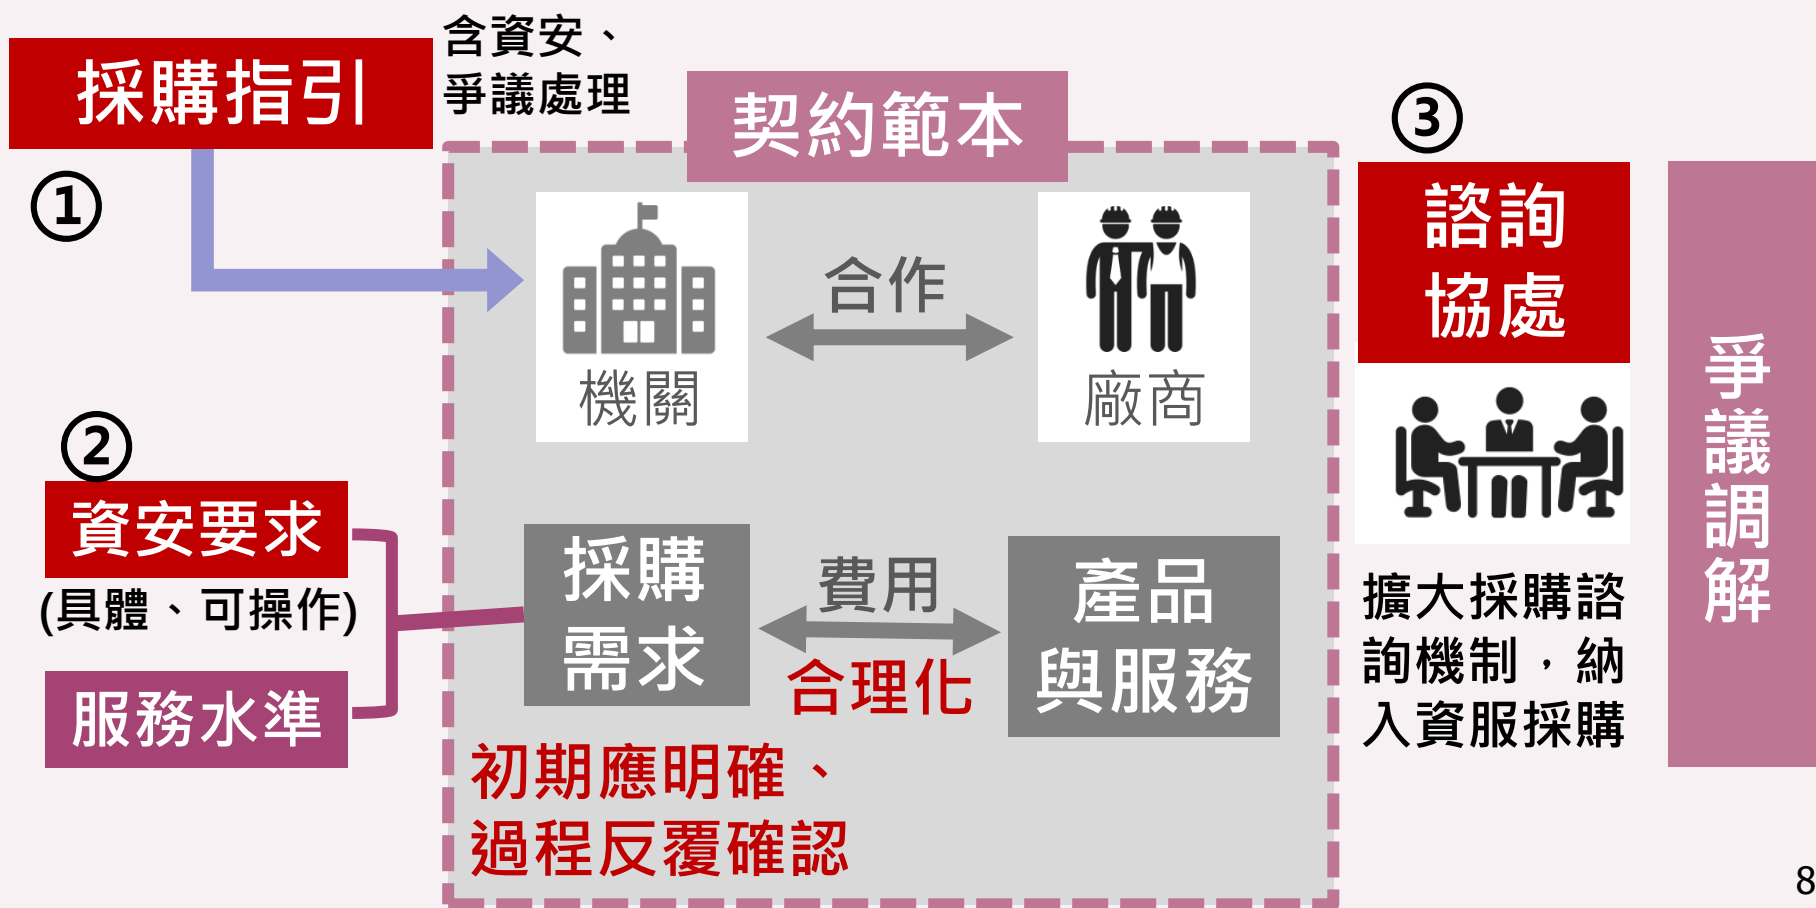 採購指引
含資安、
爭議處理
契約範本
①
機關
合作
廠商
②
資安要求
(具體、可操作)
服務水準
採購
需求
費用
合理化
產品
與服務
初期應明確、
過程反覆確認
③
諮詢
協處
擴大採購諮
詢機制，納
入資服採購
爭議調解
8